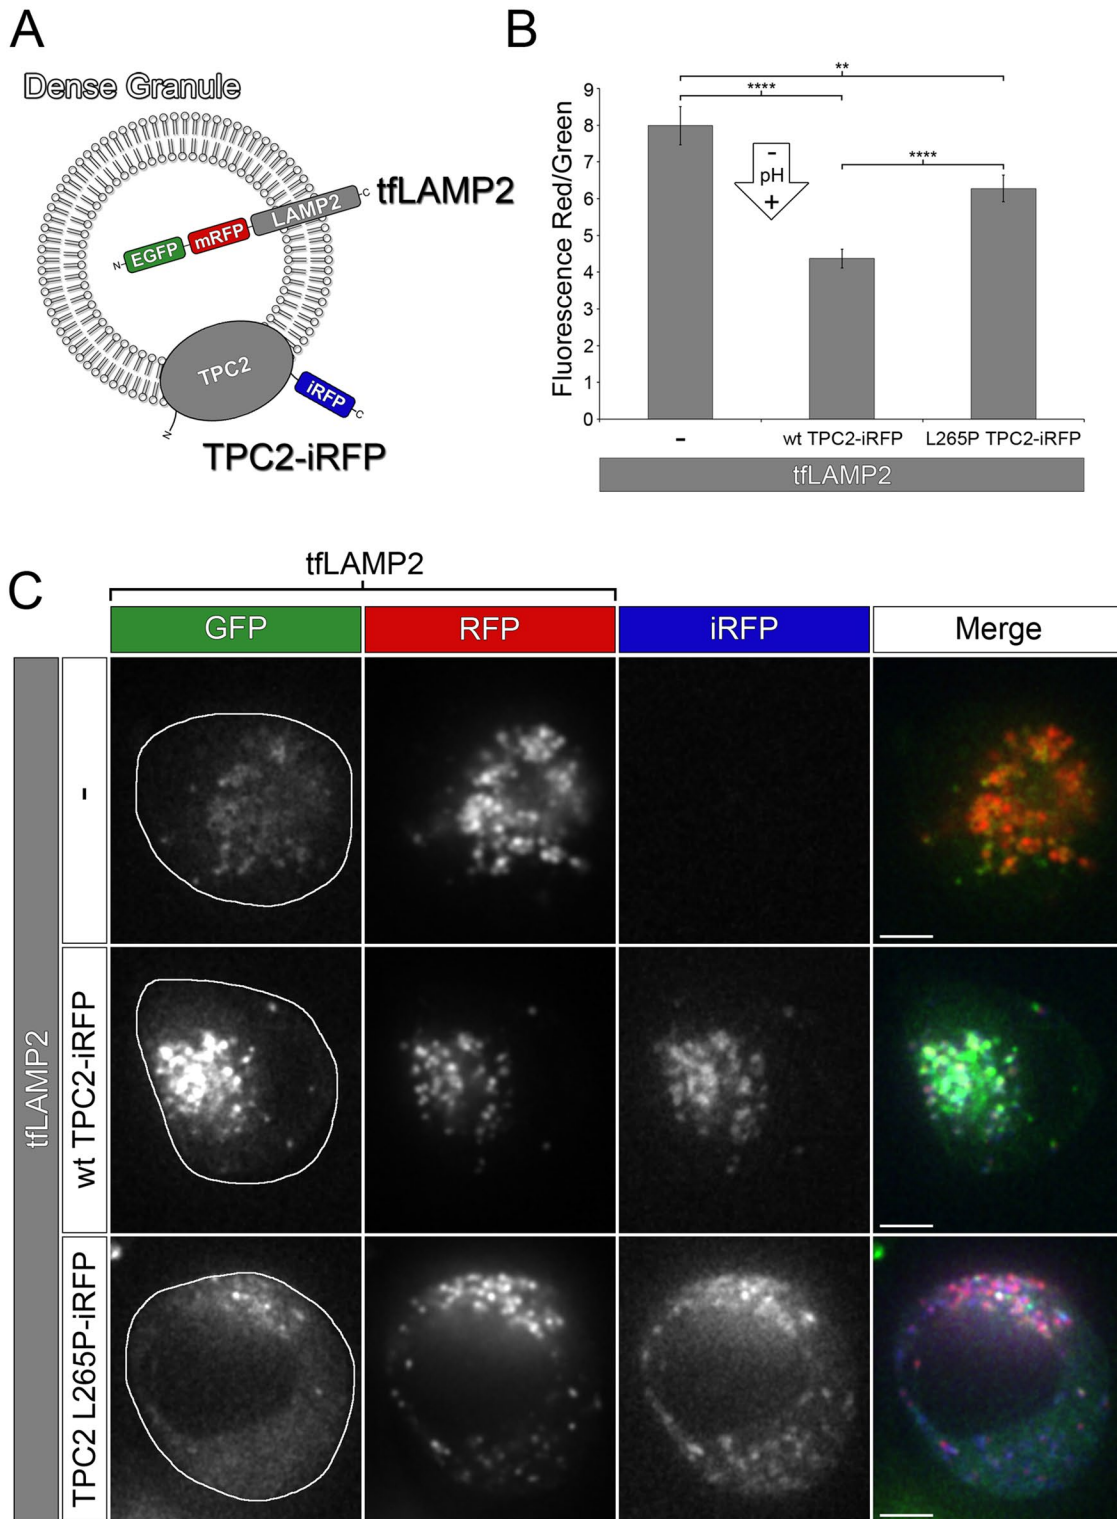 A
Dense Granule
N
EGFP
mRFP
LAMP2
C
tfLAMP2
TPC2
N
iRFP
C
TPC2-iRFP
B
Fluorescence Red/Green
9
8
7
6
5
4
3
2
1
0
**
****
****
-
pH
+
-
wt TPC2-iRFP
L265P TPC2-iRFP
tfLAMP2
C
tfLAMP2
GFP
RFP
iRFP
Merge
tfLAMP2
-
wt TPC2-iRFP
TPC2 L265P-iRFP